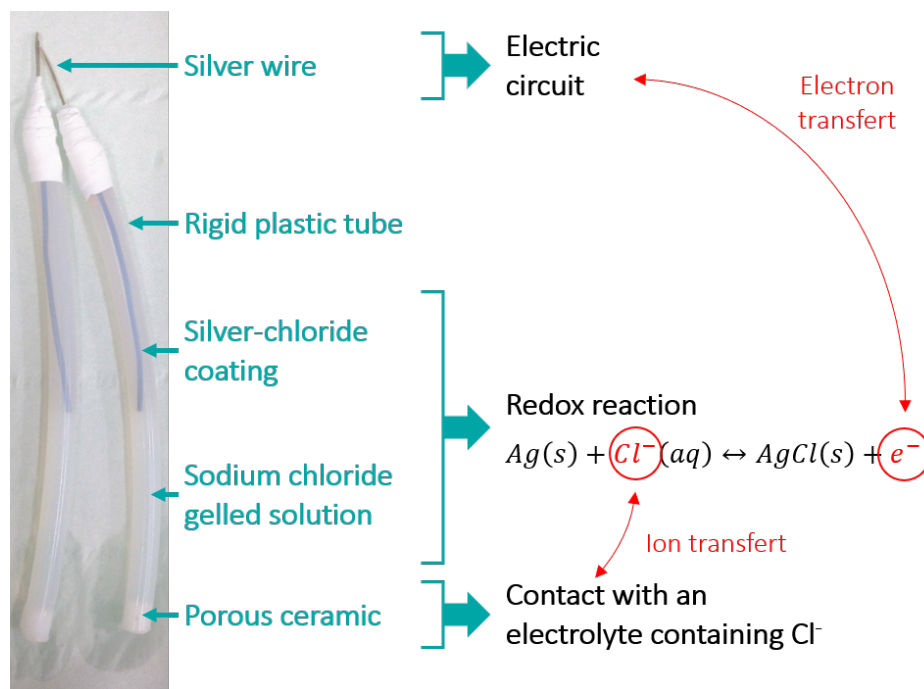 Silver wire
Electric
circuit
Electron
transfert
Rigid plastic tube
Silver-chloride
coating
Redox reaction
Ag(s) + Cl⁻(aq) ↔ AgCl(s) + e⁻
Sodium chloride
gelled solution
Ion transfert
Porous ceramic
Contact with an
electrolyte containing Cl⁻